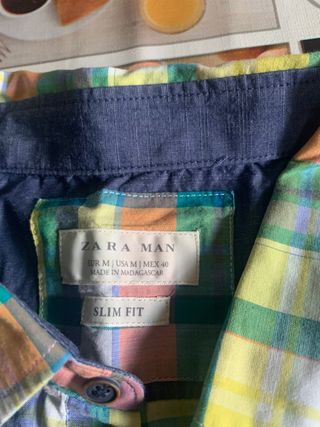 ZARA MAN
EUR M | USA M | MEX 40
MADE IN MADAGASCAR
SLIM FIT